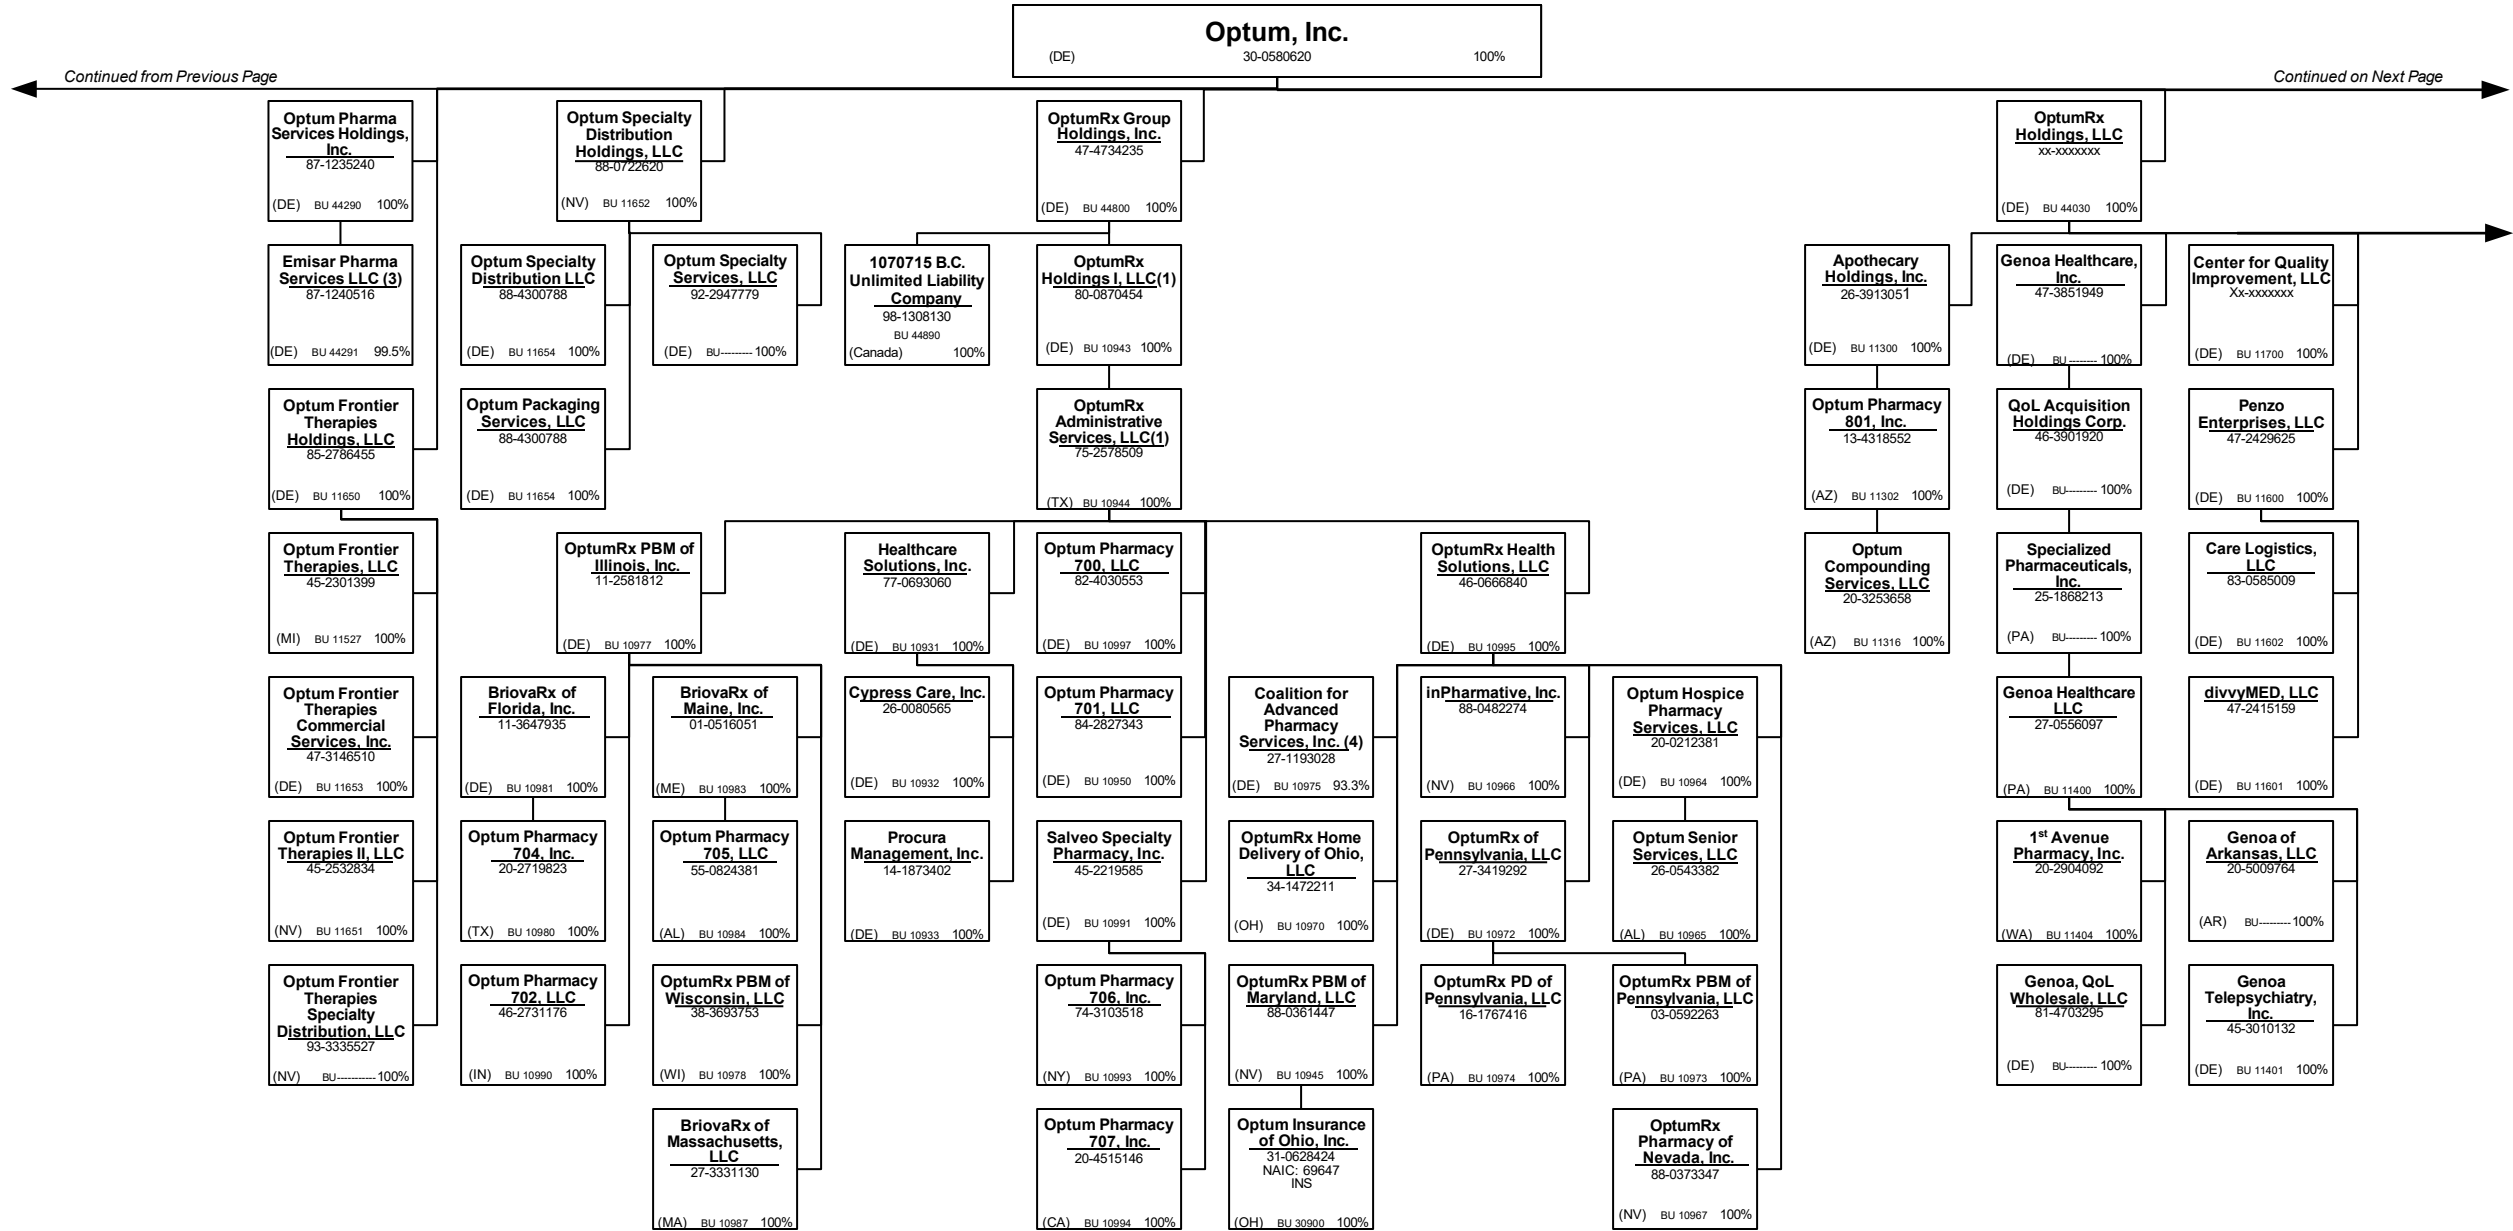 Optum, Inc.
(DE) 30-0580620 100%
Continued from Previous Page
Continued on Next Page
Optum Pharma
Services Holdings,
Inc.
87-1235240
(DE) BU 44290 100%
Optum Specialty
Distribution
Holdings, LLC
88-0722620
(NV) BU 11652 100%
OptumRx Group
Holdings, Inc.
47-4734235
(DE) BU 44800 100%
OptumRx
Holdings, LLC
xx-xxxxxxx
(DE) BU 44030 100%
Emisar Pharma
Services LLC (3)
87-1240516
(DE) BU 44291 99.5%
Optum Specialty
Distribution LLC
88-4300788
(DE) BU 11654 100%
Optum Specialty
Services, LLC
92-2947779
(DE) BU--------- 100%
1070715 B.C.
Unlimited Liability
Company
98-1308130
BU 44890
(Canada) 100%
OptumRx
Holdings I, LLC(1)
80-0870454
(DE) BU 10943 100%
Apothecary
Holdings, Inc.
26-3913051
(DE) BU 11300 100%
Genoa Healthcare,
Inc.
47-3851949
(DE) BU -------- 100%
Center for Quality
Improvement, LLC
Xx-xxxxxxx
(DE) BU 11700 100%
Optum Frontier
Therapies
Holdings, LLC
85-2786455
(DE) BU 11650 100%
Optum Packaging
Services, LLC
88-4300788
(DE) BU 11654 100%
OptumRx
Administrative
Services, LLC(1)
75-2578509
(TX) BU 10944 100%
Optum Pharmacy
801, Inc.
13-4318552
(AZ) BU 11302 100%
QoL Acquisition
Holdings Corp.
46-3901920
(DE) BU--------- 100%
Penzo
Enterprises, LLC
47-2429625
(DE) BU 11600 100%
Optum Frontier
Therapies, LLC
45-2301399
(MI) BU 11527 100%
OptumRx PBM of
Illinois, Inc.
11-2581812
(DE) BU 10977 100%
Healthcare
Solutions, Inc.
77-0693060
(DE) BU 10931 100%
Optum Pharmacy
700, LLC
82-4030553
(DE) BU 10997 100%
OptumRx Health
Solutions, LLC
46-0666840
(DE) BU 10995 100%
Optum
Compounding
Services, LLC
20-3253658
(AZ) BU 11316 100%
Specialized
Pharmaceuticals,
Inc.
25-1868213
(PA) BU--------- 100%
Care Logistics,
LLC
83-0585009
(DE) BU 11602 100%
Optum Frontier
Therapies
Commercial
Services, Inc.
47-3146510
(DE) BU 11653 100%
BriovaRx of
Florida, Inc.
11-3647935
(DE) BU 10981 100%
BriovaRx of
Maine, Inc.
01-0516051
(ME) BU 10983 100%
Cypress Care, Inc.
26-0080565
(DE) BU 10932 100%
Optum Pharmacy
701, LLC
84-2827343
(DE) BU 10950 100%
Coalition for
Advanced
Pharmacy
Services, Inc. (4)
27-1193028
(DE) BU 10975 93.3%
inPharmative, Inc.
88-0482274
(NV) BU 10966 100%
Optum Hospice
Pharmacy
Services, LLC
20-0212381
(DE) BU 10964 100%
Genoa Healthcare
LLC
27-0556097
(PA) BU 11400 100%
divvyMED, LLC
47-2415159
(DE) BU 11601 100%
Optum Frontier
Therapies II, LLC
45-2532834
(NV) BU 11651 100%
Optum Pharmacy
704, Inc.
20-2719823
(TX) BU 10980 100%
Optum Pharmacy
705, LLC
55-0824381
(AL) BU 10984 100%
Procura
Management, Inc.
14-1873402
(DE) BU 10933 100%
Salveo Specialty
Pharmacy, Inc.
45-2219585
(DE) BU 10991 100%
OptumRx Home
Delivery of Ohio,
LLC
34-1472211
(OH) BU 10970 100%
OptumRx of
Pennsylvania, LLC
27-3419292
(DE) BU 10972 100%
Optum Senior
Services, LLC
26-0543382
(AL) BU 10965 100%
1st Avenue
Pharmacy, Inc.
20-2904092
(WA) BU 11404 100%
Genoa of
Arkansas, LLC
20-5009764
(AR) BU--------- 100%
Optum Frontier
Therapies
Specialty
Distribution, LLC
93-3335527
(NV) BU----------- 100%
Optum Pharmacy
702, LLC
46-2731176
(IN) BU 10990 100%
OptumRx PBM of
Wisconsin, LLC
38-3693753
(WI) BU 10978 100%
Optum Pharmacy
706, Inc.
74-3103518
(NY) BU 10993 100%
OptumRx PBM of
Maryland, LLC
88-0361447
(NV) BU 10945 100%
OptumRx PD of
Pennsylvania, LLC
16-1767416
(PA) BU 10974 100%
OptumRx PBM of
Pennsylvania, LLC
03-0592263
(PA) BU 10973 100%
Genoa, QoL
Wholesale, LLC
81-4703295
(DE) BU--------- 100%
Genoa
Telepsychiatry,
Inc.
45-3010132
(DE) BU 11401 100%
BriovaRx of
Massachusetts,
LLC
27-3331130
(MA) BU 10987 100%
Optum Pharmacy
707, Inc.
20-4515146
(CA) BU 10994 100%
Optum Insurance
of Ohio, Inc.
31-0628424
NAIC: 69647
INS
(OH) BU 30900 100%
OptumRx
Pharmacy of
Nevada, Inc.
88-0373347
(NV) BU 10967 100%